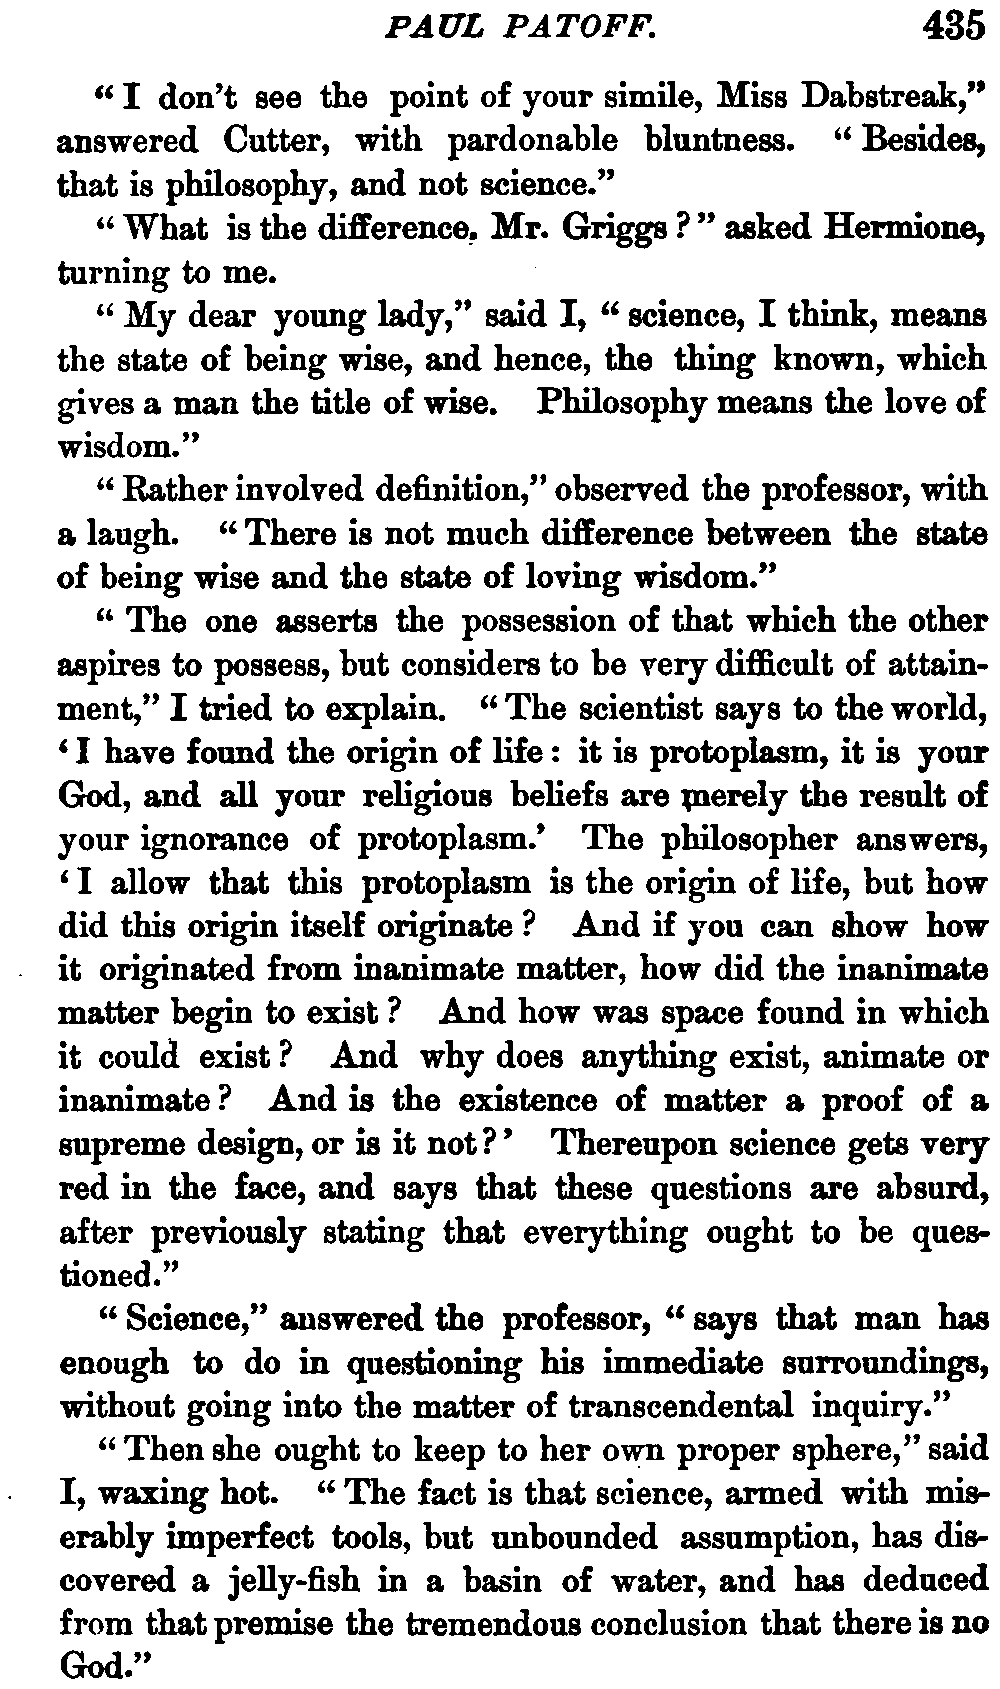 PAUL PATOFF. 435
“I don’t see the point of your simile, Miss Dabstreak,”
answered Cutter, with pardonable bluntness. “Besides,
that is philosophy, and not science.”
“What is the difference, Mr. Griggs?” asked Hermione,
turning to me.
“My dear young lady,” said I, “science, I think, means
the state of being wise, and hence, the thing known, which
gives a man the title of wise. Philosophy means the love of
wisdom.”
“Rather involved definition,” observed the professor, with
a laugh. “There is not much difference between the state
of being wise and the state of loving wisdom.”
“The one asserts the possession of that which the other
aspires to possess, but considers to be very difficult of attain-
ment,” I tried to explain. “The scientist says to the world,
‘I have found the origin of life: it is protoplasm, it is your
God, and all your religious beliefs are merely the result of
your ignorance of protoplasm.’ The philosopher answers,
‘I allow that this protoplasm is the origin of life, but how
did this origin itself originate? And if you can show how
it originated from inanimate matter, how did the inanimate
matter begin to exist? And how was space found in which
it could exist? And why does anything exist, animate or
inanimate? And is the existence of matter a proof of a
supreme design, or is it not?’ Thereupon science gets very
red in the face, and says that these questions are absurd,
after previously stating that everything ought to be ques-
tioned.”
“Science,” answered the professor, “says that man has
enough to do in questioning his immediate surroundings,
without going into the matter of transcendental inquiry.”
“Then she ought to keep to her own proper sphere,” said
I, waxing hot. “The fact is that science, armed with mis-
erably imperfect tools, but unbounded assumption, has dis-
covered a jelly-fish in a basin of water, and has deduced
from that premise the tremendous conclusion that there is no
God.”